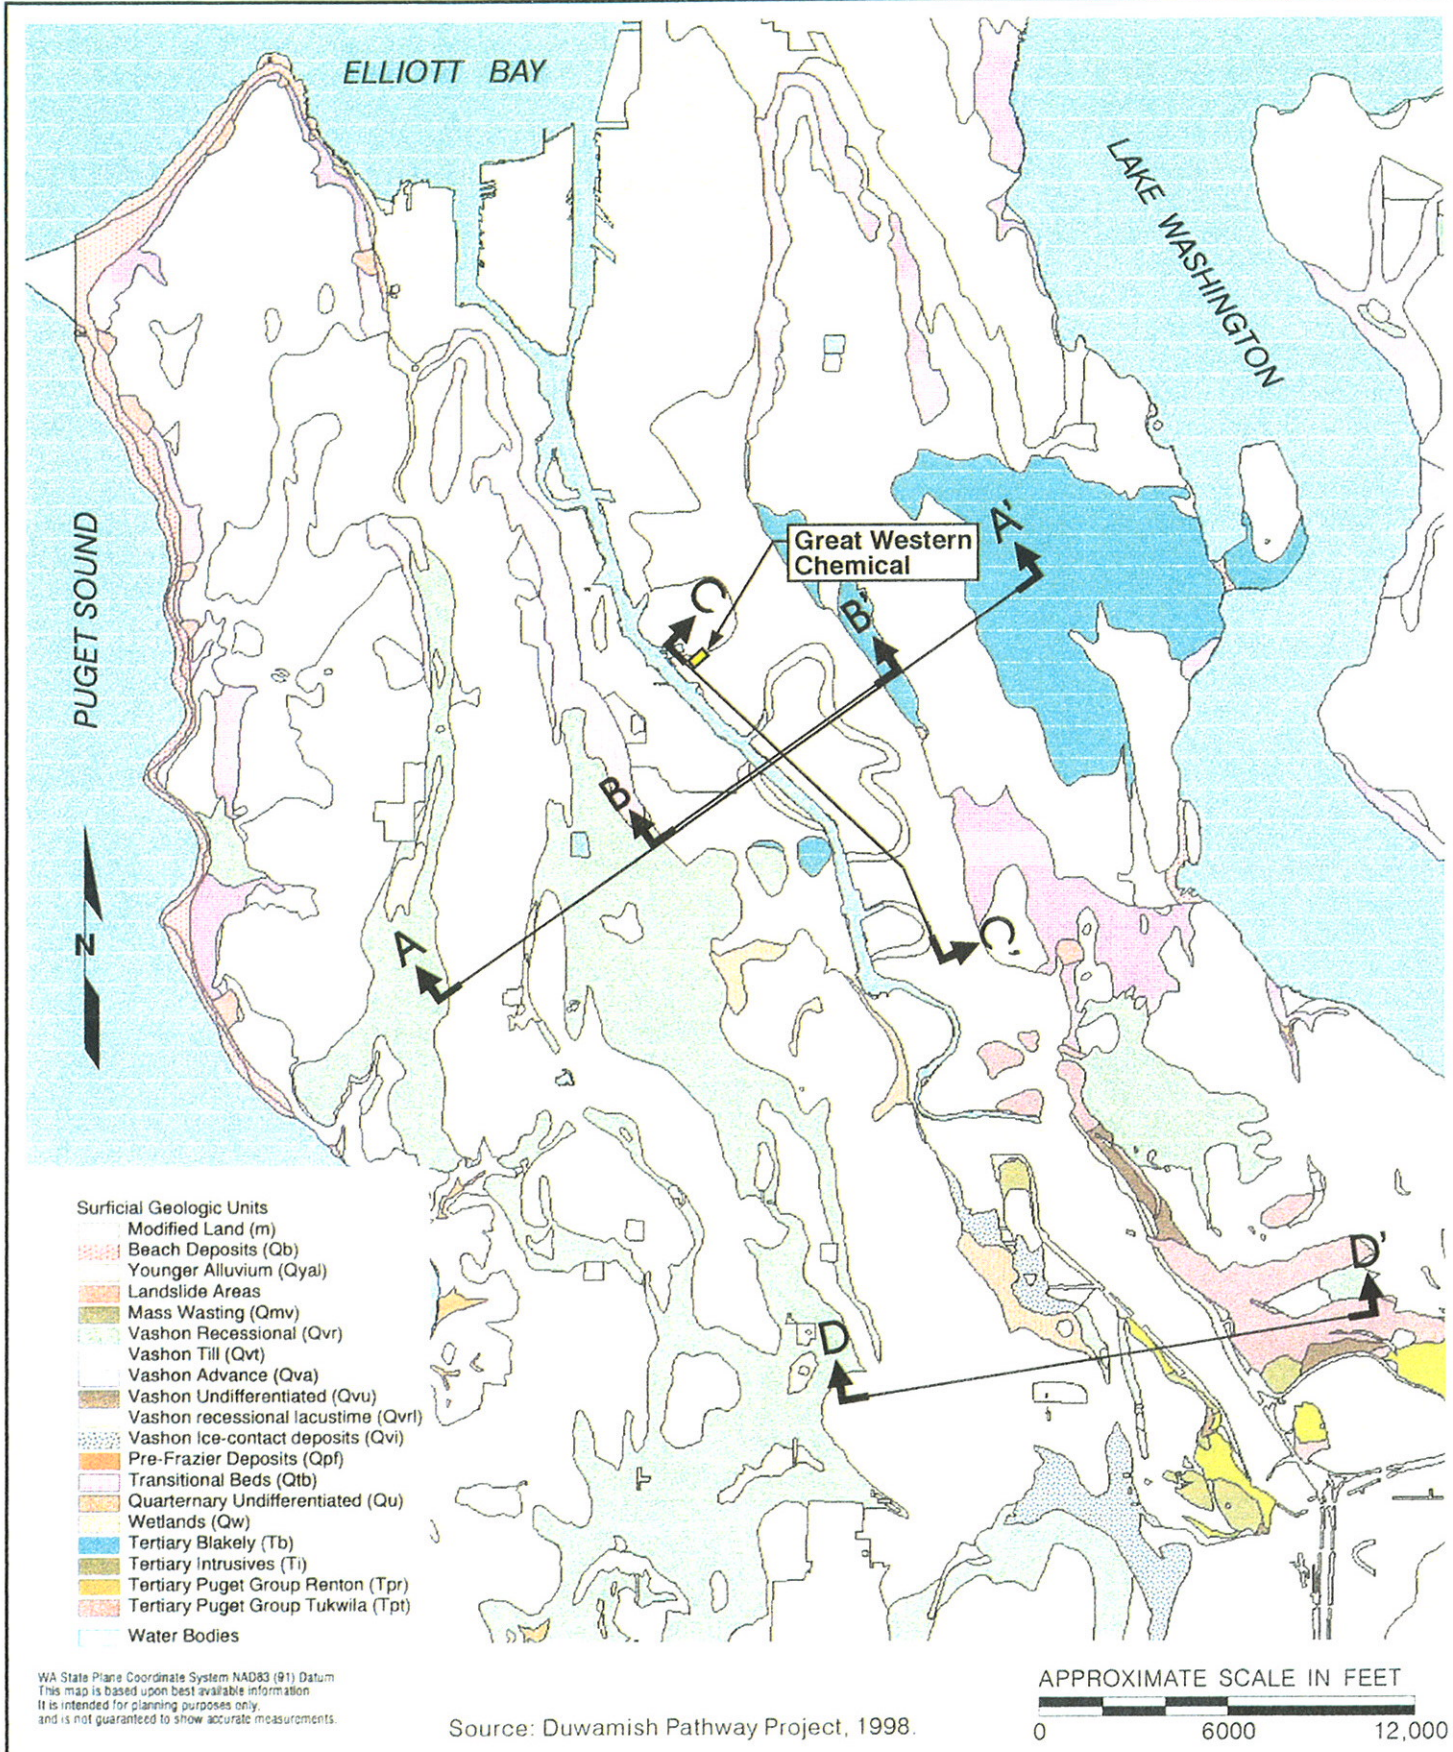 ELLIOTT BAY
LAKE WASHINGTON
PUGET SOUND
Great Western
Chemical
A'
C
B'
B
A
C'
N
D'
D
Surficial Geologic Units
Modified Land (m)
Beach Deposits (Qb)
Younger Alluvium (Qyal)
Landslide Areas
Mass Wasting (Qmv)
Vashon Recessional (Qvr)
Vashon Till (Qvt)
Vashon Advance (Qva)
Vashon Undifferentiated (Qvu)
Vashon recessional lacustime (Qvrl)
Vashon Ice-contact deposits (Qvi)
Pre-Frazier Deposits (Qpf)
Transitional Beds (Qtb)
Quarternary Undifferentiated (Qu)
Wetlands (Qw)
Tertiary Blakely (Tb)
Tertiary Intrusives (Ti)
Tertiary Puget Group Renton (Tpr)
Tertiary Puget Group Tukwila (Tpt)
Water Bodies
WA State Plane Coordinate System NAD83 (91) Datum
This map is based upon best available information
It is intended for planning purposes only,
and is not guaranteed to show accurate measurements.
Source: Duwamish Pathway Project, 1998.
APPROXIMATE SCALE IN FEET
0 6000 12,000